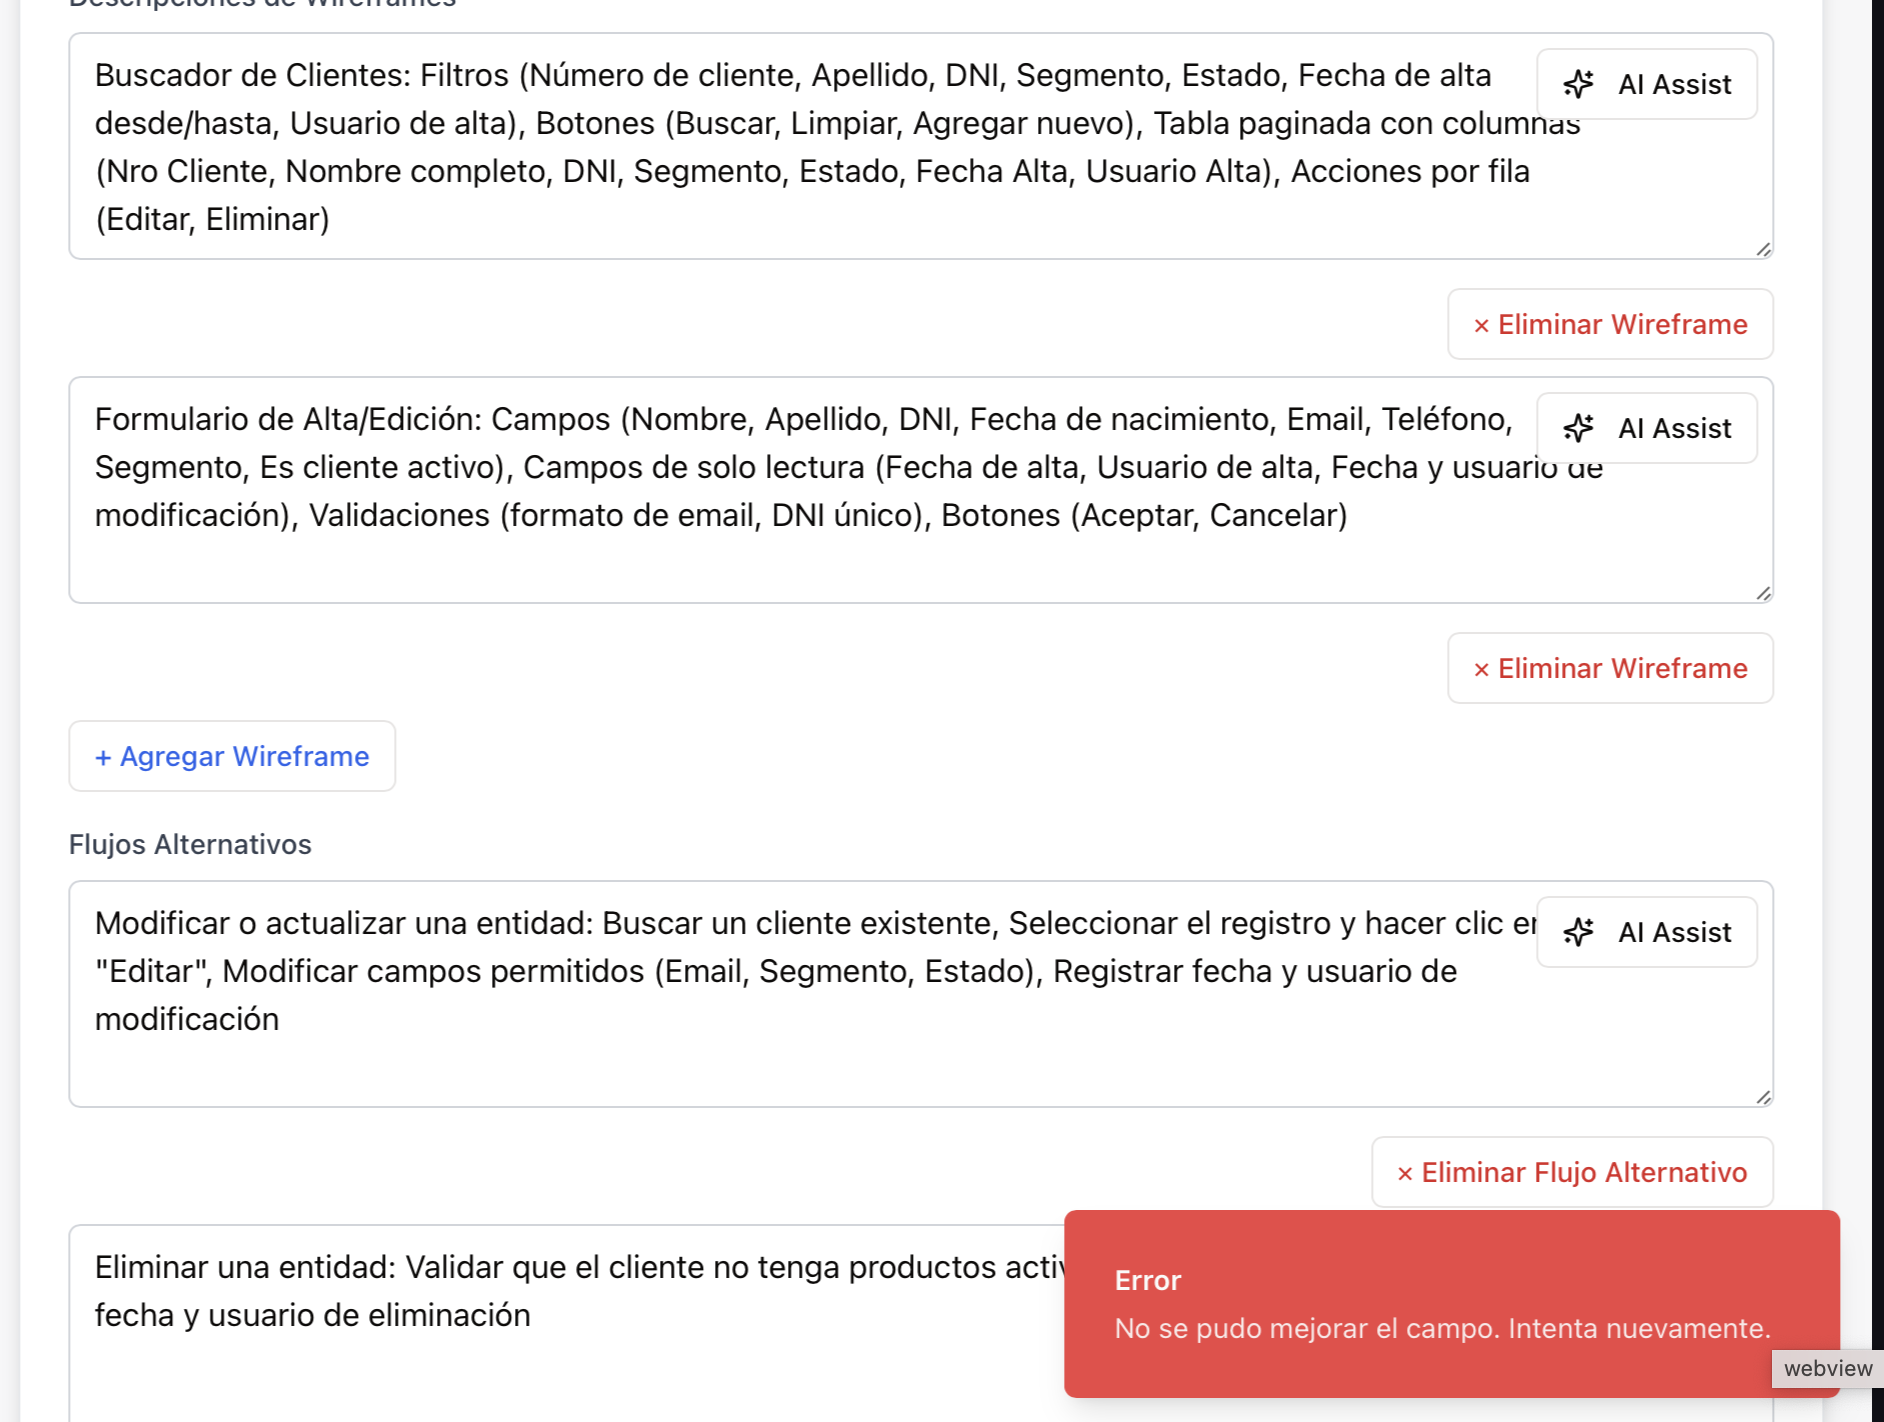 Descripciones de Wireframes
Buscador de Clientes: Filtros (Número de cliente, Apellido, DNI, Segmento, Estado, Fecha de alta
desde/hasta, Usuario de alta), Botones (Buscar, Limpiar, Agregar nuevo), Tabla paginada con columnas
(Nro Cliente, Nombre completo, DNI, Segmento, Estado, Fecha Alta, Usuario Alta), Acciones por fila
(Editar, Eliminar)
AI Assist
× Eliminar Wireframe
Formulario de Alta/Edición: Campos (Nombre, Apellido, DNI, Fecha de nacimiento, Email, Teléfono,
Segmento, Es cliente activo), Campos de solo lectura (Fecha de alta, Usuario de alta, Fecha y usuario de
modificación), Validaciones (formato de email, DNI único), Botones (Aceptar, Cancelar)
AI Assist
× Eliminar Wireframe
+ Agregar Wireframe
Flujos Alternativos
Modificar o actualizar una entidad: Buscar un cliente existente, Seleccionar el registro y hacer clic en
"Editar", Modificar campos permitidos (Email, Segmento, Estado), Registrar fecha y usuario de
modificación
AI Assist
× Eliminar Flujo Alternativo
Eliminar una entidad: Validar que el cliente no tenga productos
fecha y usuario de eliminación
Error
No se pudo mejorar el campo. Intenta nuevamente.
webview